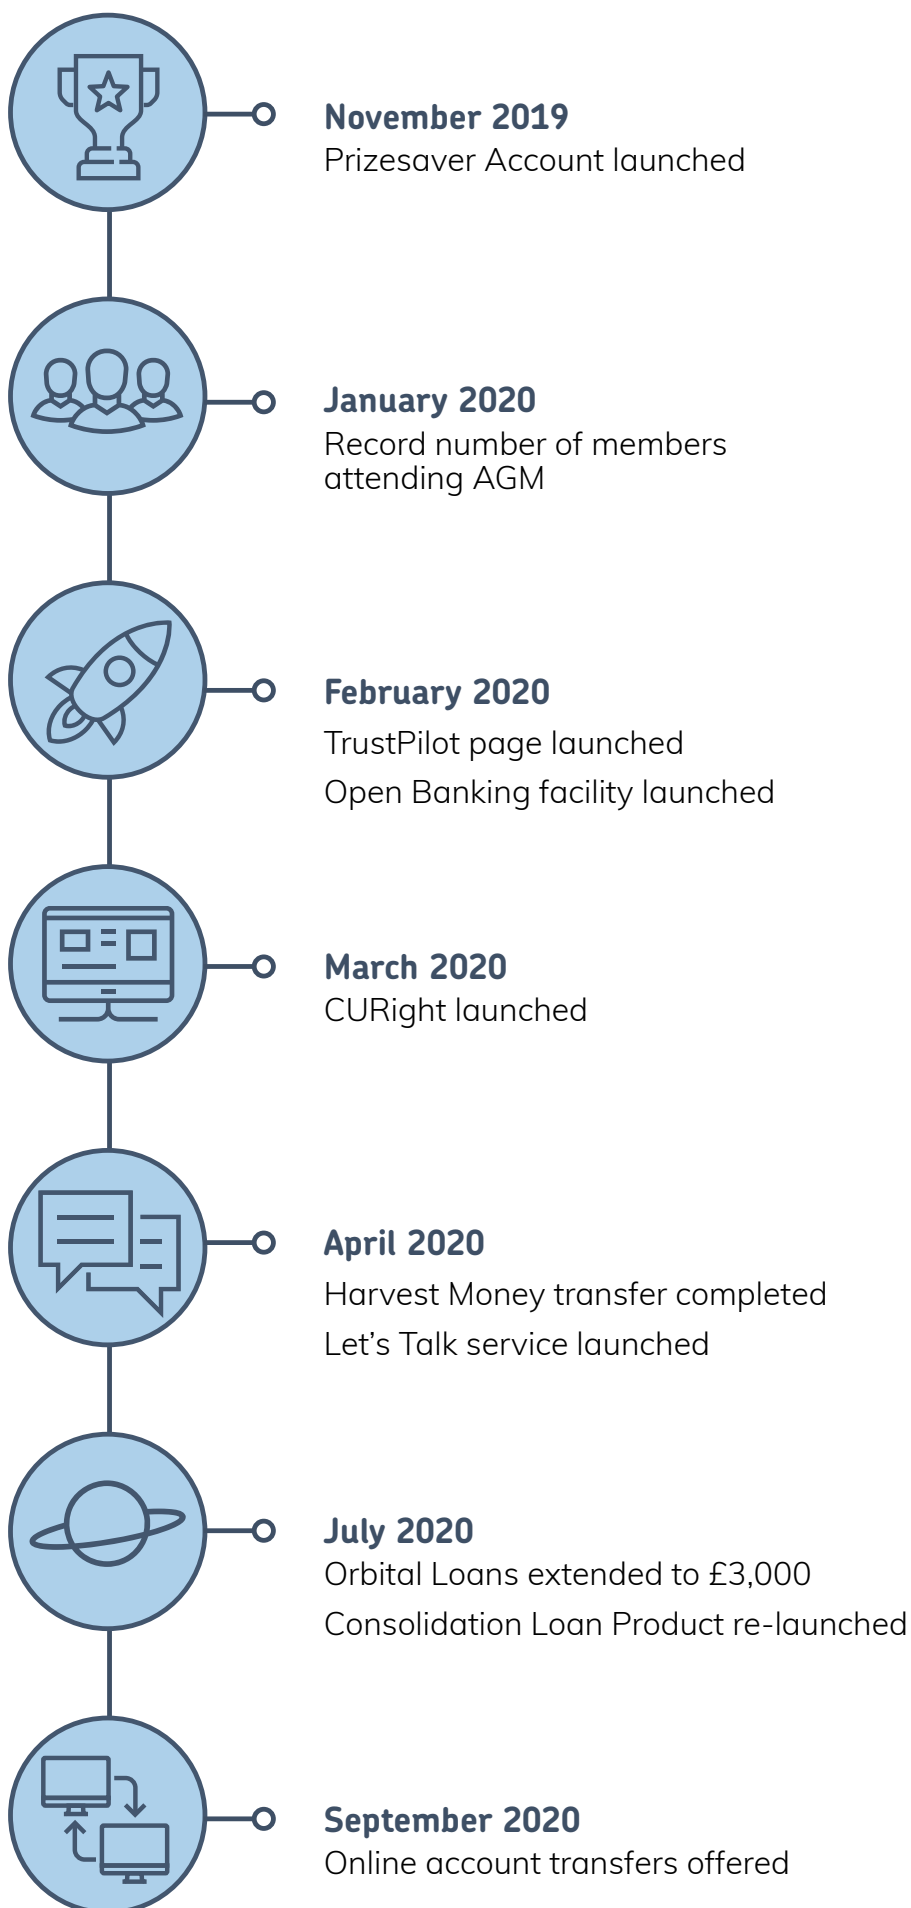 November 2019
Prizesaver Account launched
January 2020
Record number of members
attending AGM
February 2020
TrustPilot page launched
Open Banking facility launched
March 2020
CURight launched
April 2020
Harvest Money transfer completed
Let’s Talk service launched
July 2020
Orbital Loans extended to £3,000
Consolidation Loan Product re-launched
September 2020
Online account transfers offered